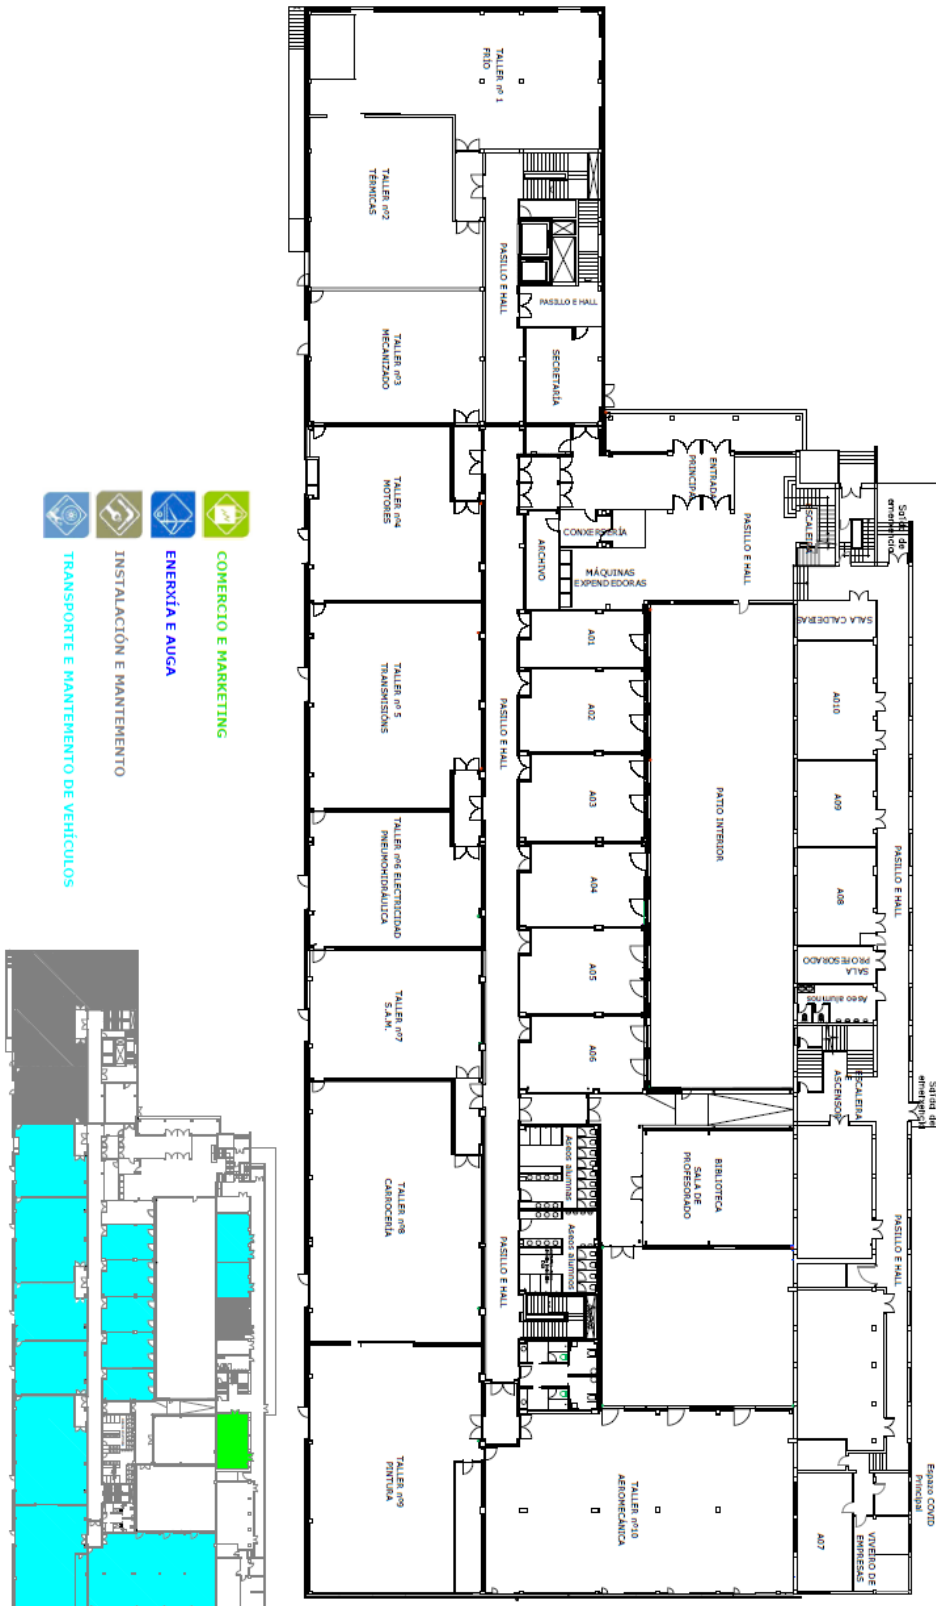 TALLER nº 1
FRÍO
TALLER nº2
TÉRMICAS
PASILLO E HALL
PASILLO E HALL
SECRETARÍA
TALLER nº3
MECANIZADO
TALLER nº4
MOTORES
ENTRADA
PRINCIPAL
PASILLO E HALL
ESCALEIRA
Saída de
emerxencia
CONXERSERÍA
ARCHIVO
MÁQUINAS
EXPENDEDORAS
SALA CALDEIRAS
A01
A02
A03
A04
A05
A06
PASILLO E HALL
TALLER nº 5
TRANSMISIÓNS
PATIO INTERIOR
A010
A09
A08
PASILLO E HALL
SALA
PROFESORADO
Aseo alumnos
TALLER nº6 ELECTRICIDAD
PNEUMOHIDRÁULICA
TALLER nº7
S.A.M.
ESCALEIRA
E
ASCENSOR
Saída de
emerxencia
TALLER nº8
CARROCERÍA
Aseos alumnas
Aseos alumnos
BIBLIOTECA
SALA DE
PROFESORADO
PASILLO E HALL
PASILLO E HALL
TALLER nº9
PINTURA
TALLER nº10
AEROMECÁNICA
A07
VIVEIRO DE
EMPRESAS
Espazo COVID
Principal
COMERCIO E MARKETING
ENERXÍA E AUGA
INSTALACIÓN E MANTEMENTO
TRANSPORTE E MANTEMENTO DE VEHÍCULOS